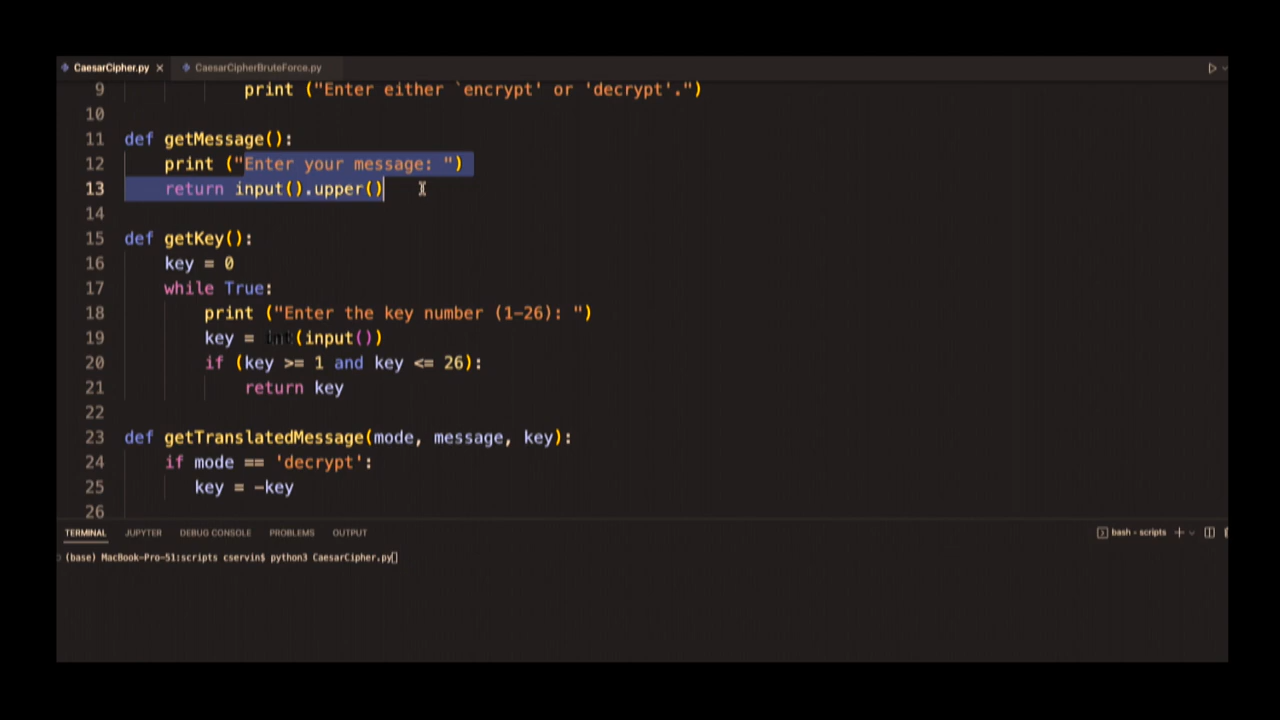 CaesarCipher.py × CaesarCipherBruteForce.py
9 print ("Enter either `encrypt' or 'decrypt'.")
10
11 def getMessage():
12 print ("Enter your message: ")
13 return input().upper()
14
15 def getKey():
16 key = 0
17 while True:
18 print ("Enter the key number (1-26): ")
19 key = int(input())
20 if (key >= 1 and key <= 26):
21 return key
22
23 def getTranslatedMessage(mode, message, key):
24 if mode == 'decrypt':
25 key = -key
26
TERMINAL JUPYTER DEBUG CONSOLE PROBLEMS OUTPUT bash - scripts
(base) MacBook-Pro-51:scripts cservin$ python3 CaesarCipher.py